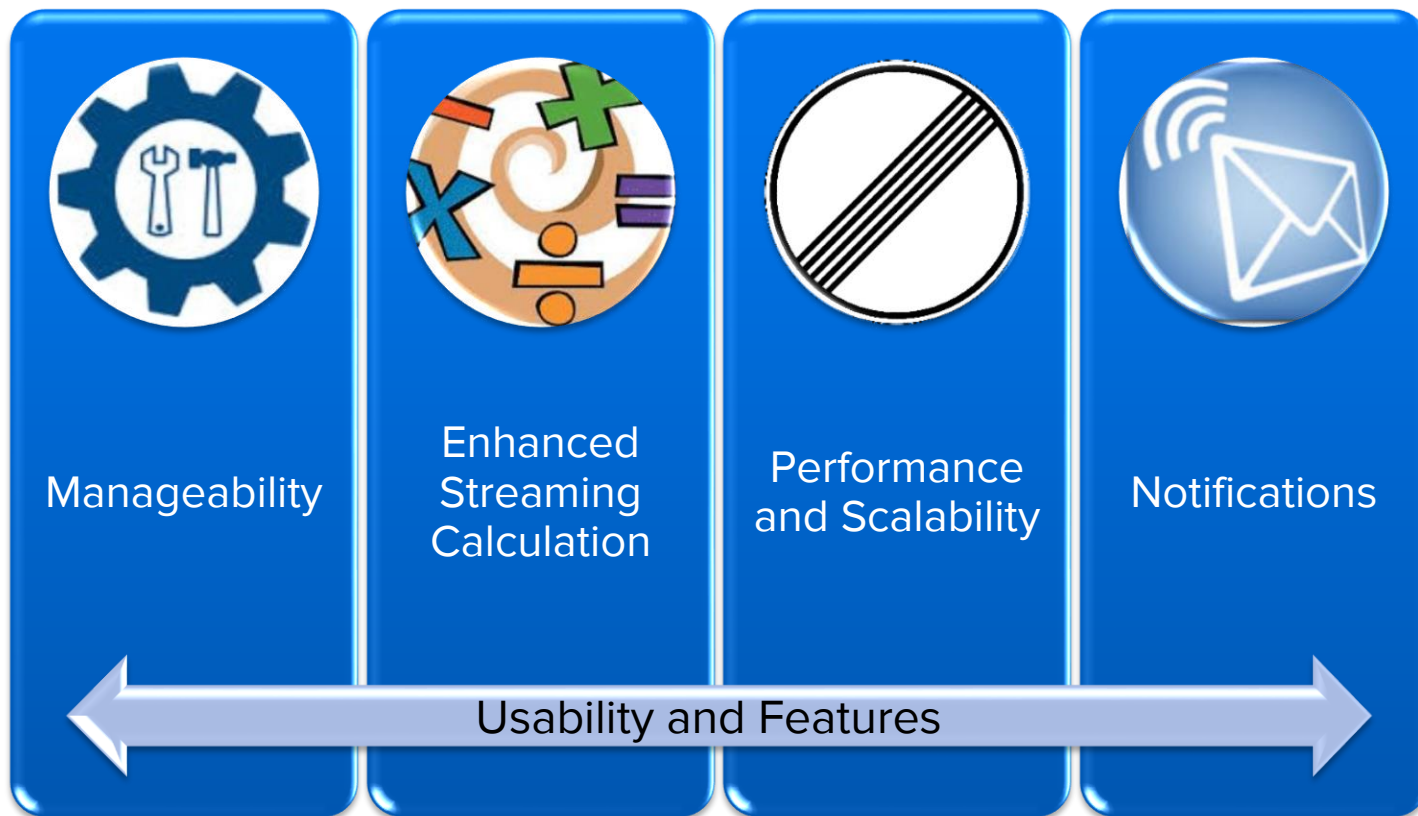 Manageability
Enhanced
Streaming
Calculation
Performance
and Scalability
Notifications
Usability and Features